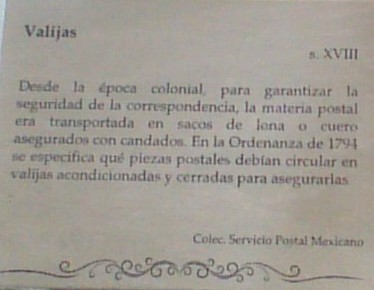 Valijas
s. XVIII
Desde la época colonial, para garantizar la
seguridad de la correspondencia, la materia postal
era transportada en sacos de lona o cuero
asegurados con candados. En la Ordenanza de 1794
se especifica qué piezas postales debían circular en
valijas acondicionadas y cerradas para asegurarlas.
Colec. Servicio Postal Mexicano